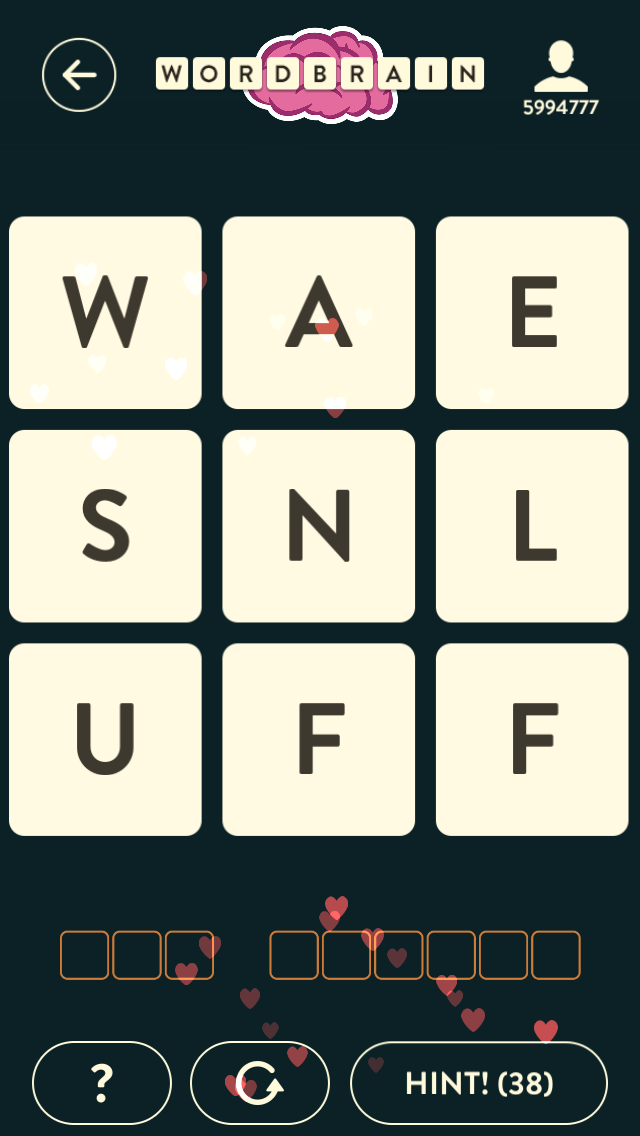 WORDBRAIN
5994777
W A E
S N L
U F F
? HINT! (38)